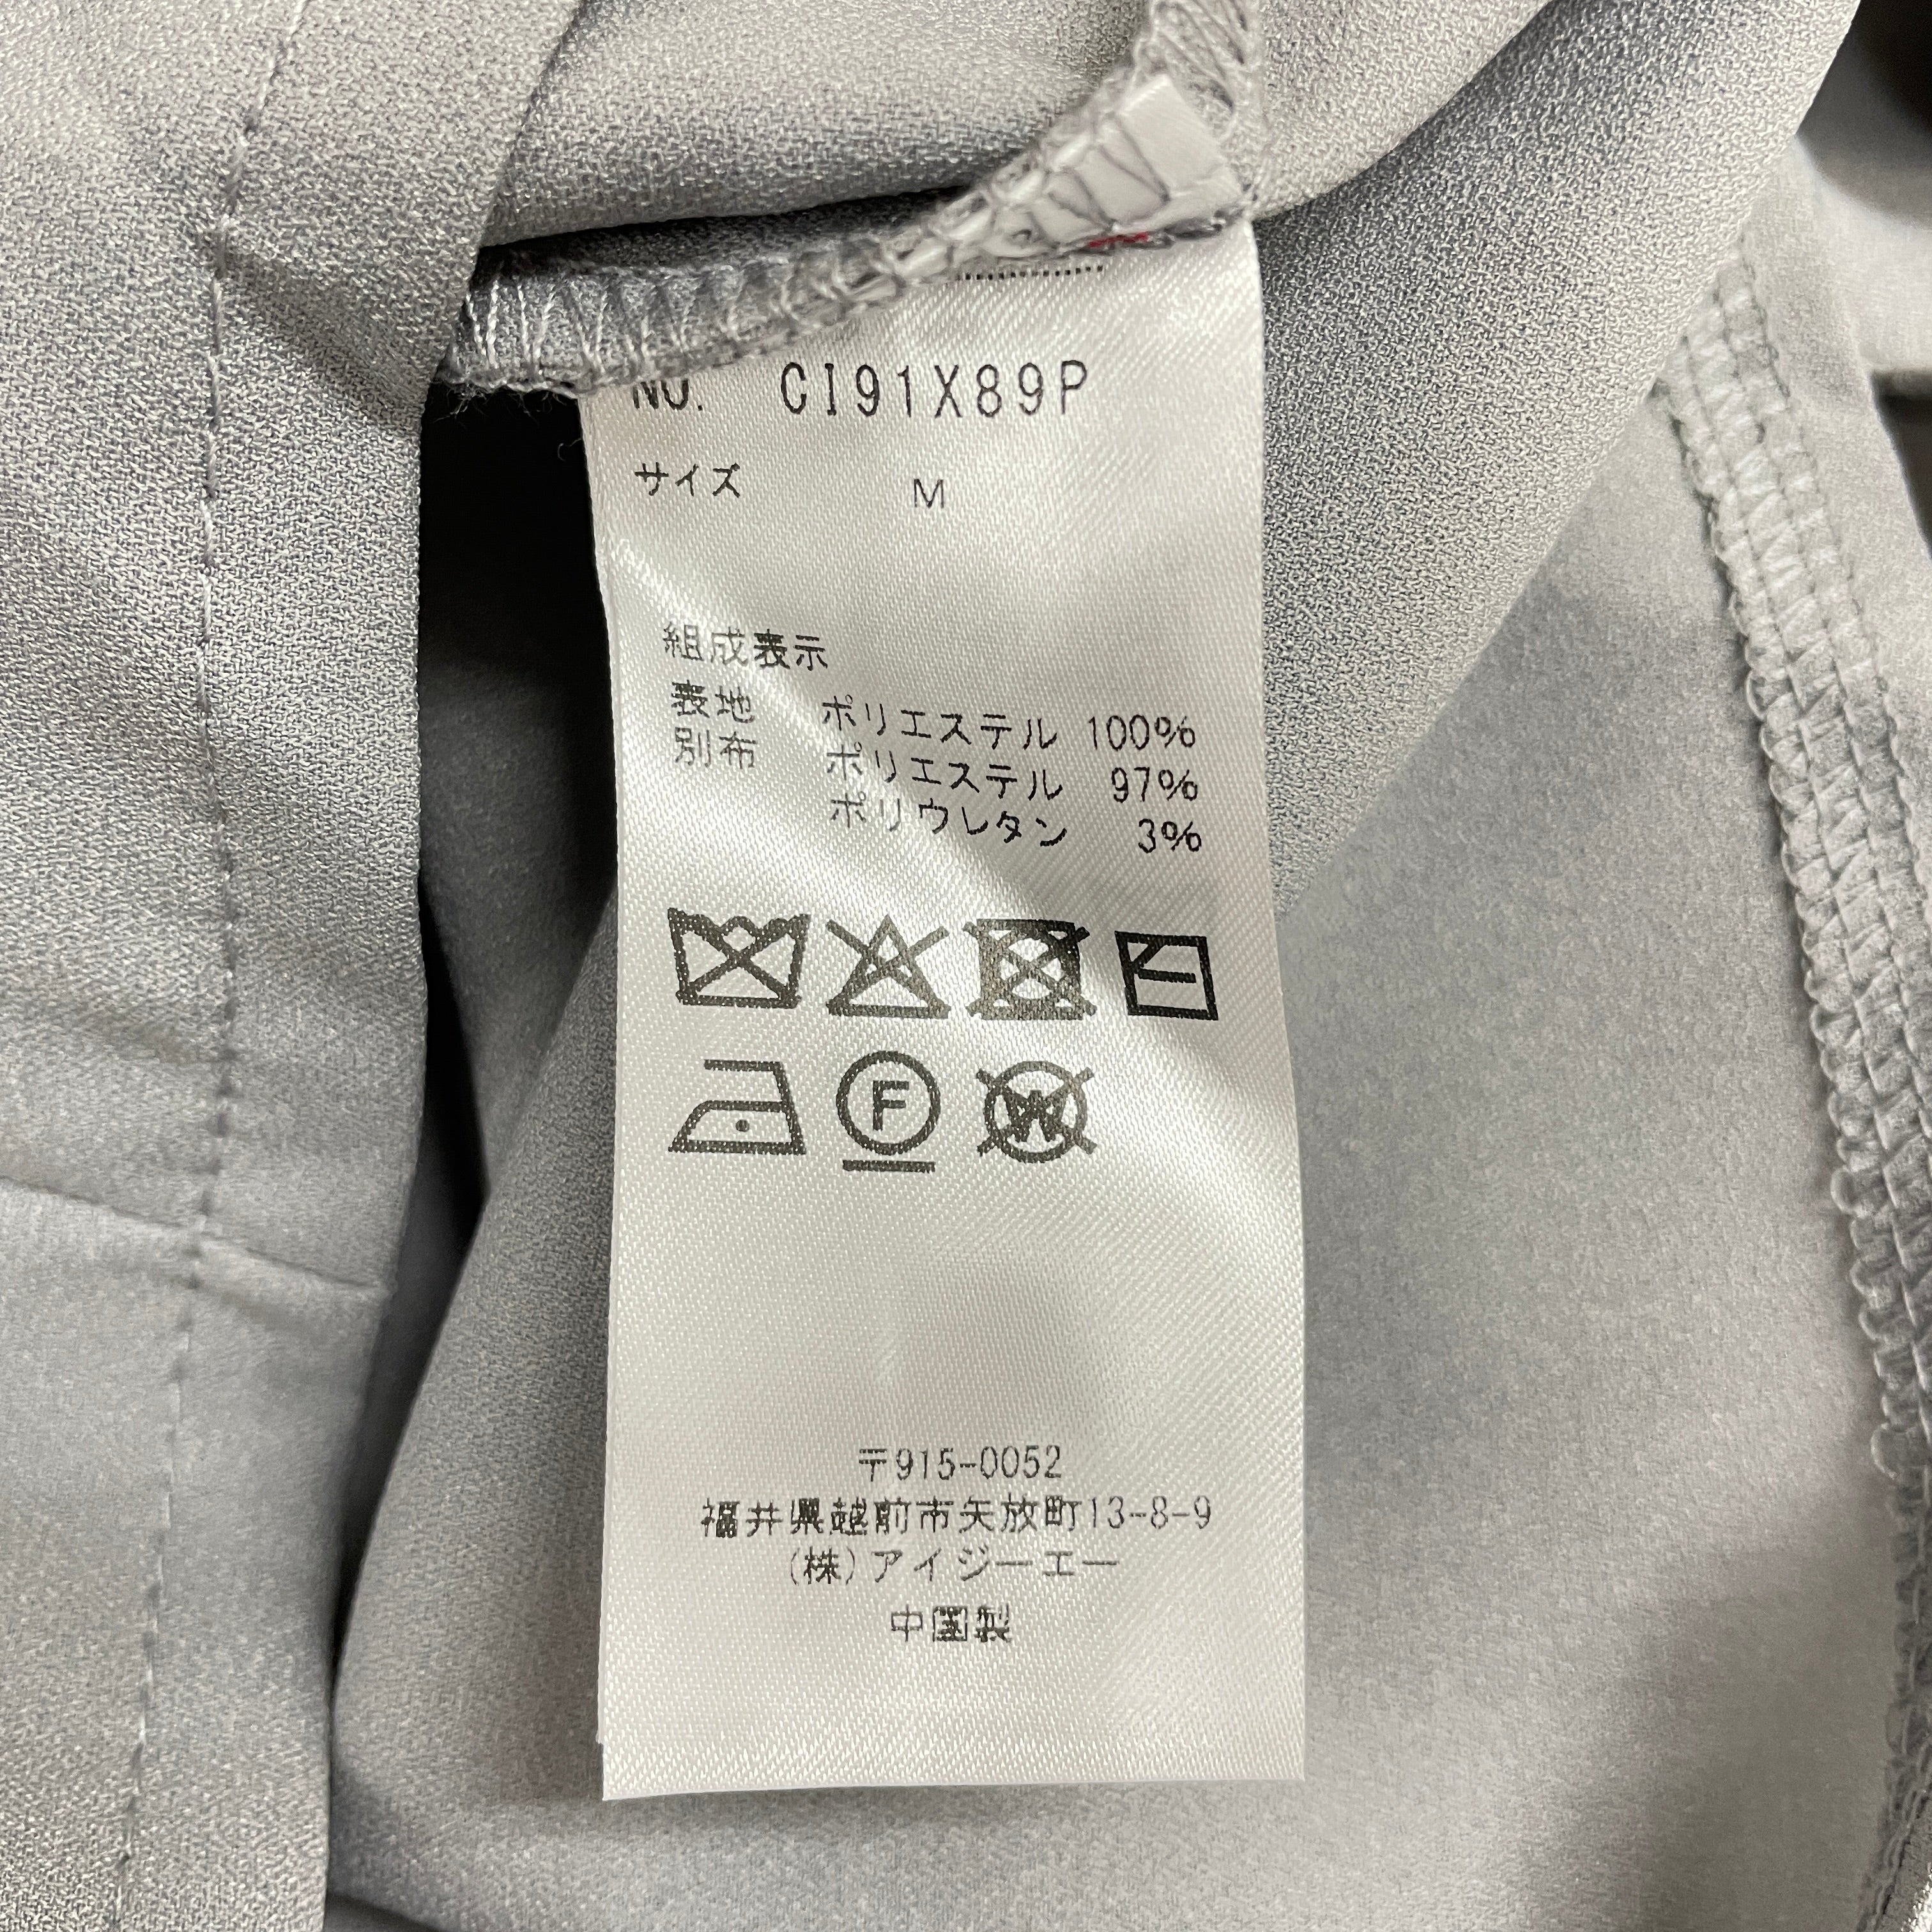 NO. CI91X89P
サイズ M
組成表示
表地 ポリエステル 100%
別布 ポリエステル 97%
ポリウレタン 3%
F
W
〒915-0052
福井県越前市矢放町13-8-9
(株)アイジーエー
中国製